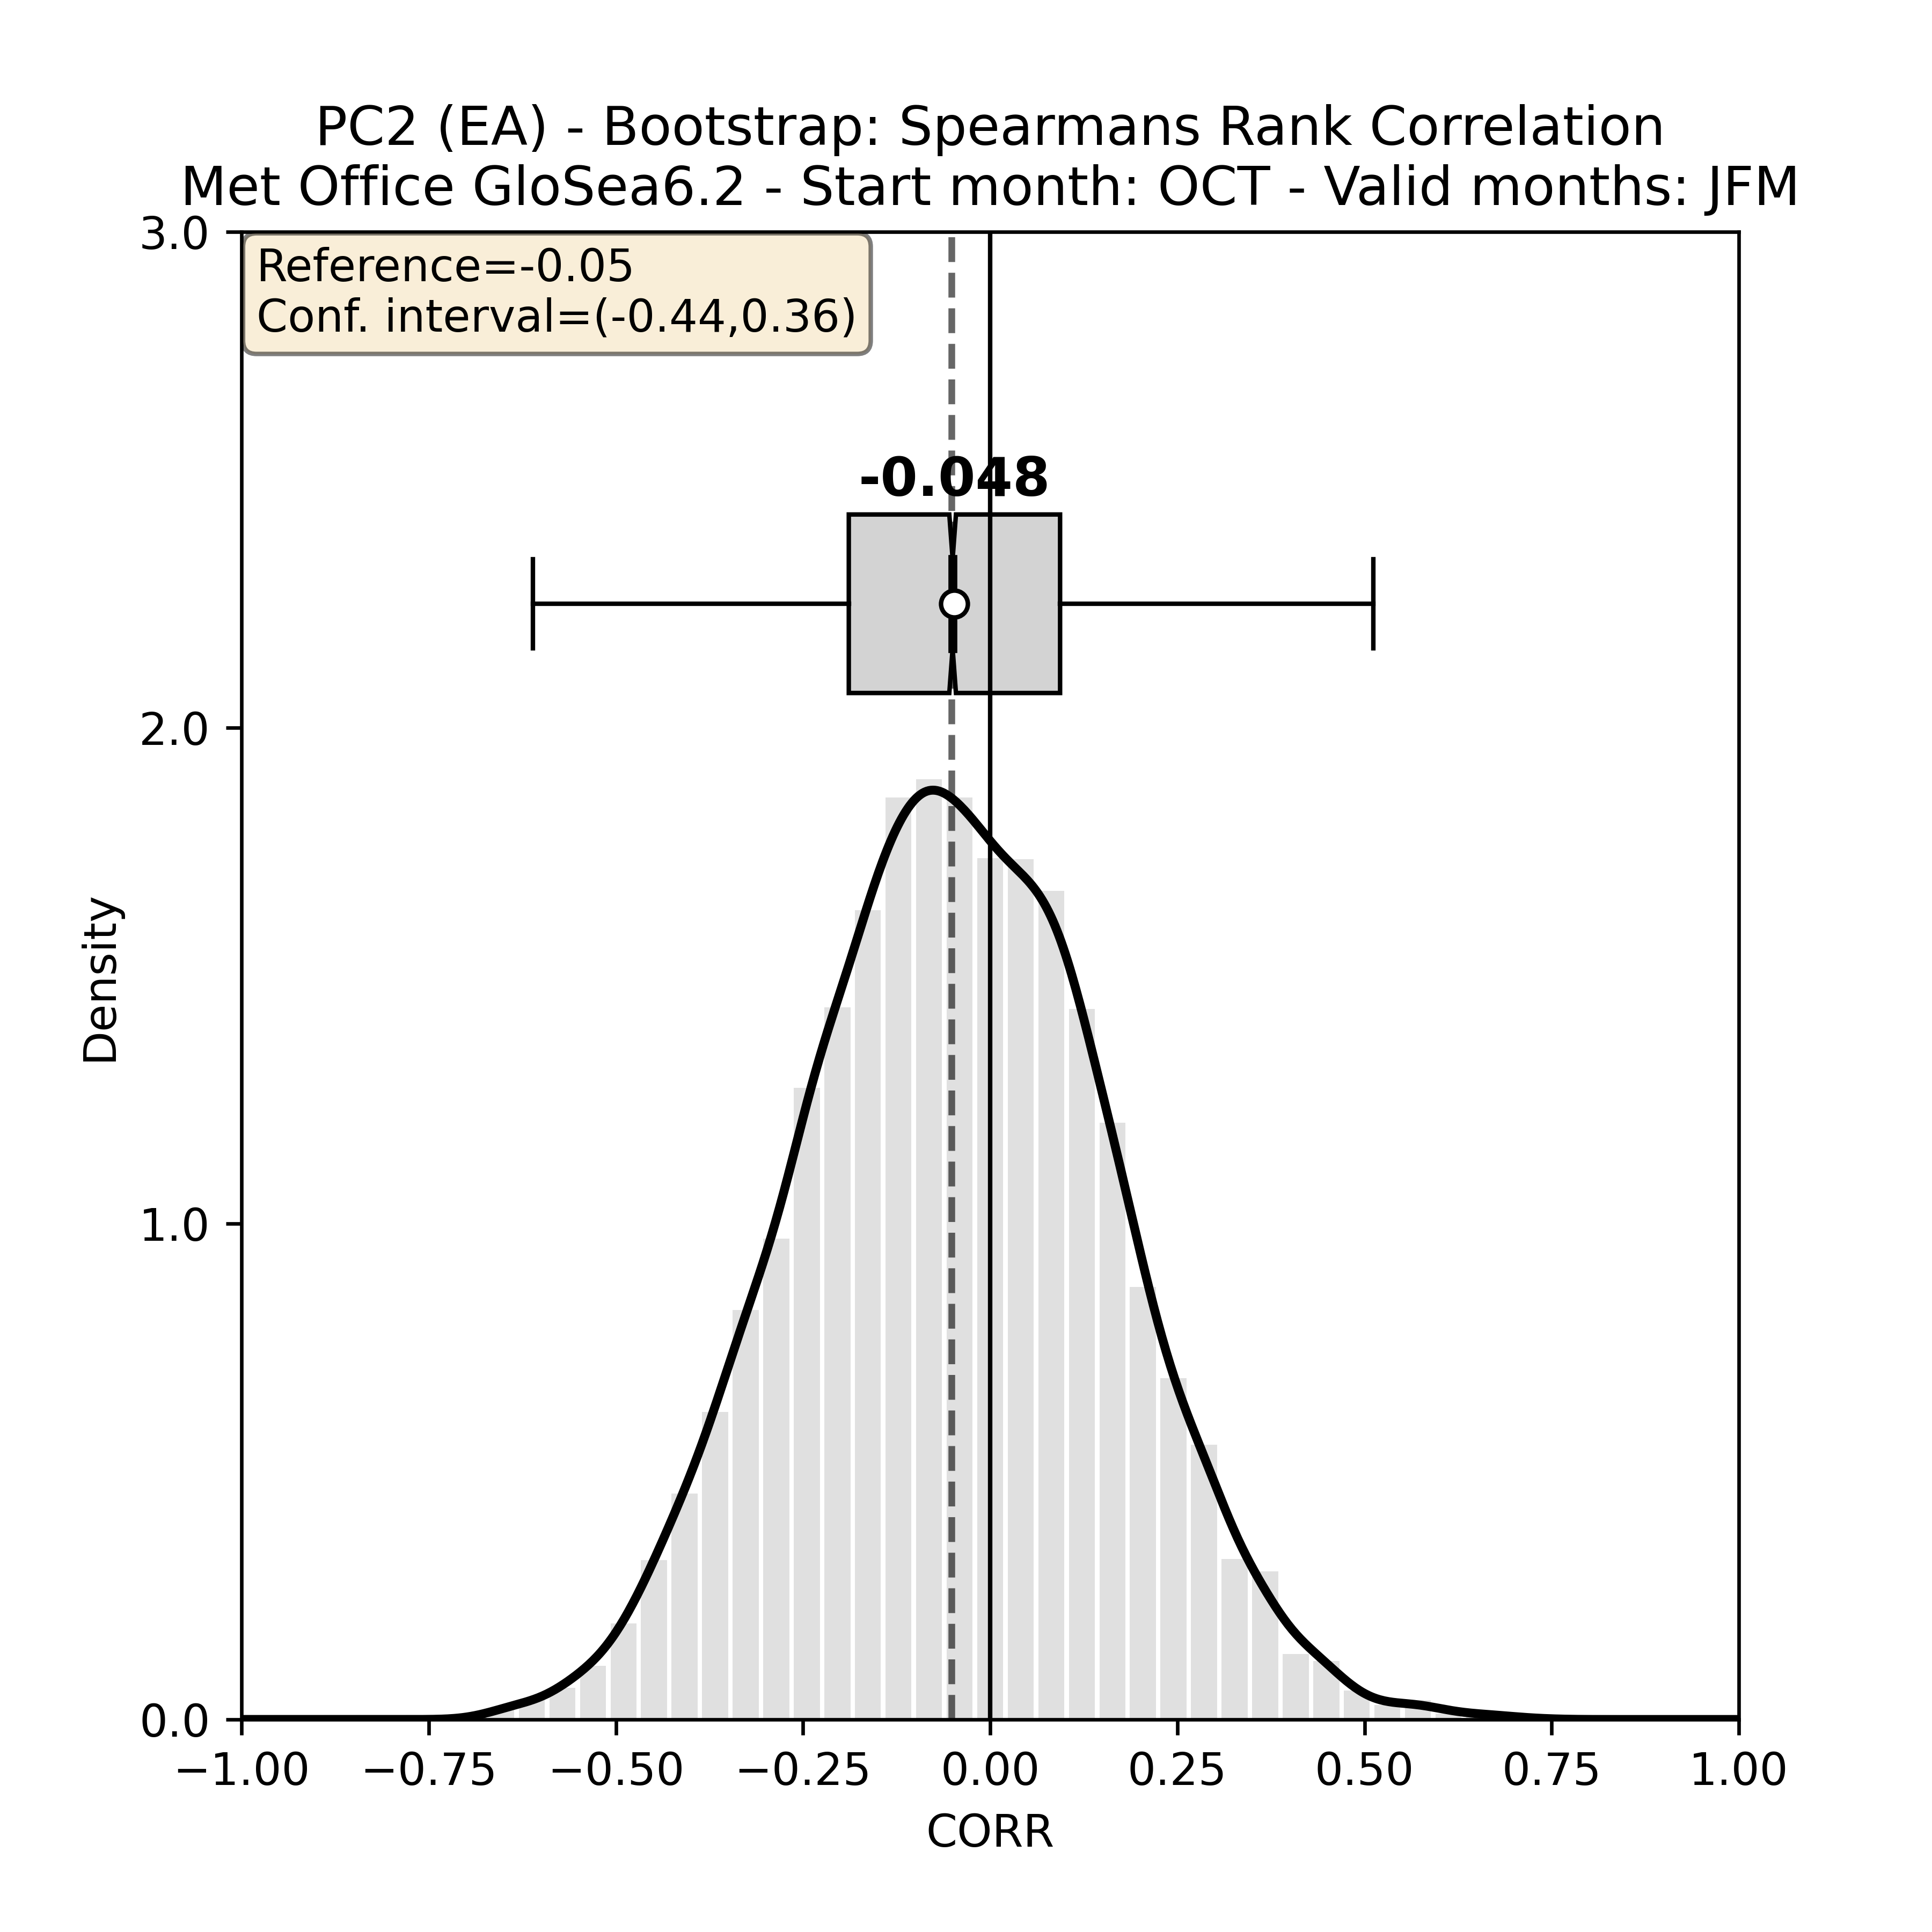 PC2 (EA) - Bootstrap: Spearmans Rank Correlation
Met Office GloSea6.2 - Start month: OCT - Valid months: JFM
3.0
Reference=-0.05
Conf. interval=(-0.44,0.36)
-0.048
2.0
Density
1.0
0.0
−1.00 −0.75 −0.50 −0.25 0.00 0.25 0.50 0.75 1.00
CORR